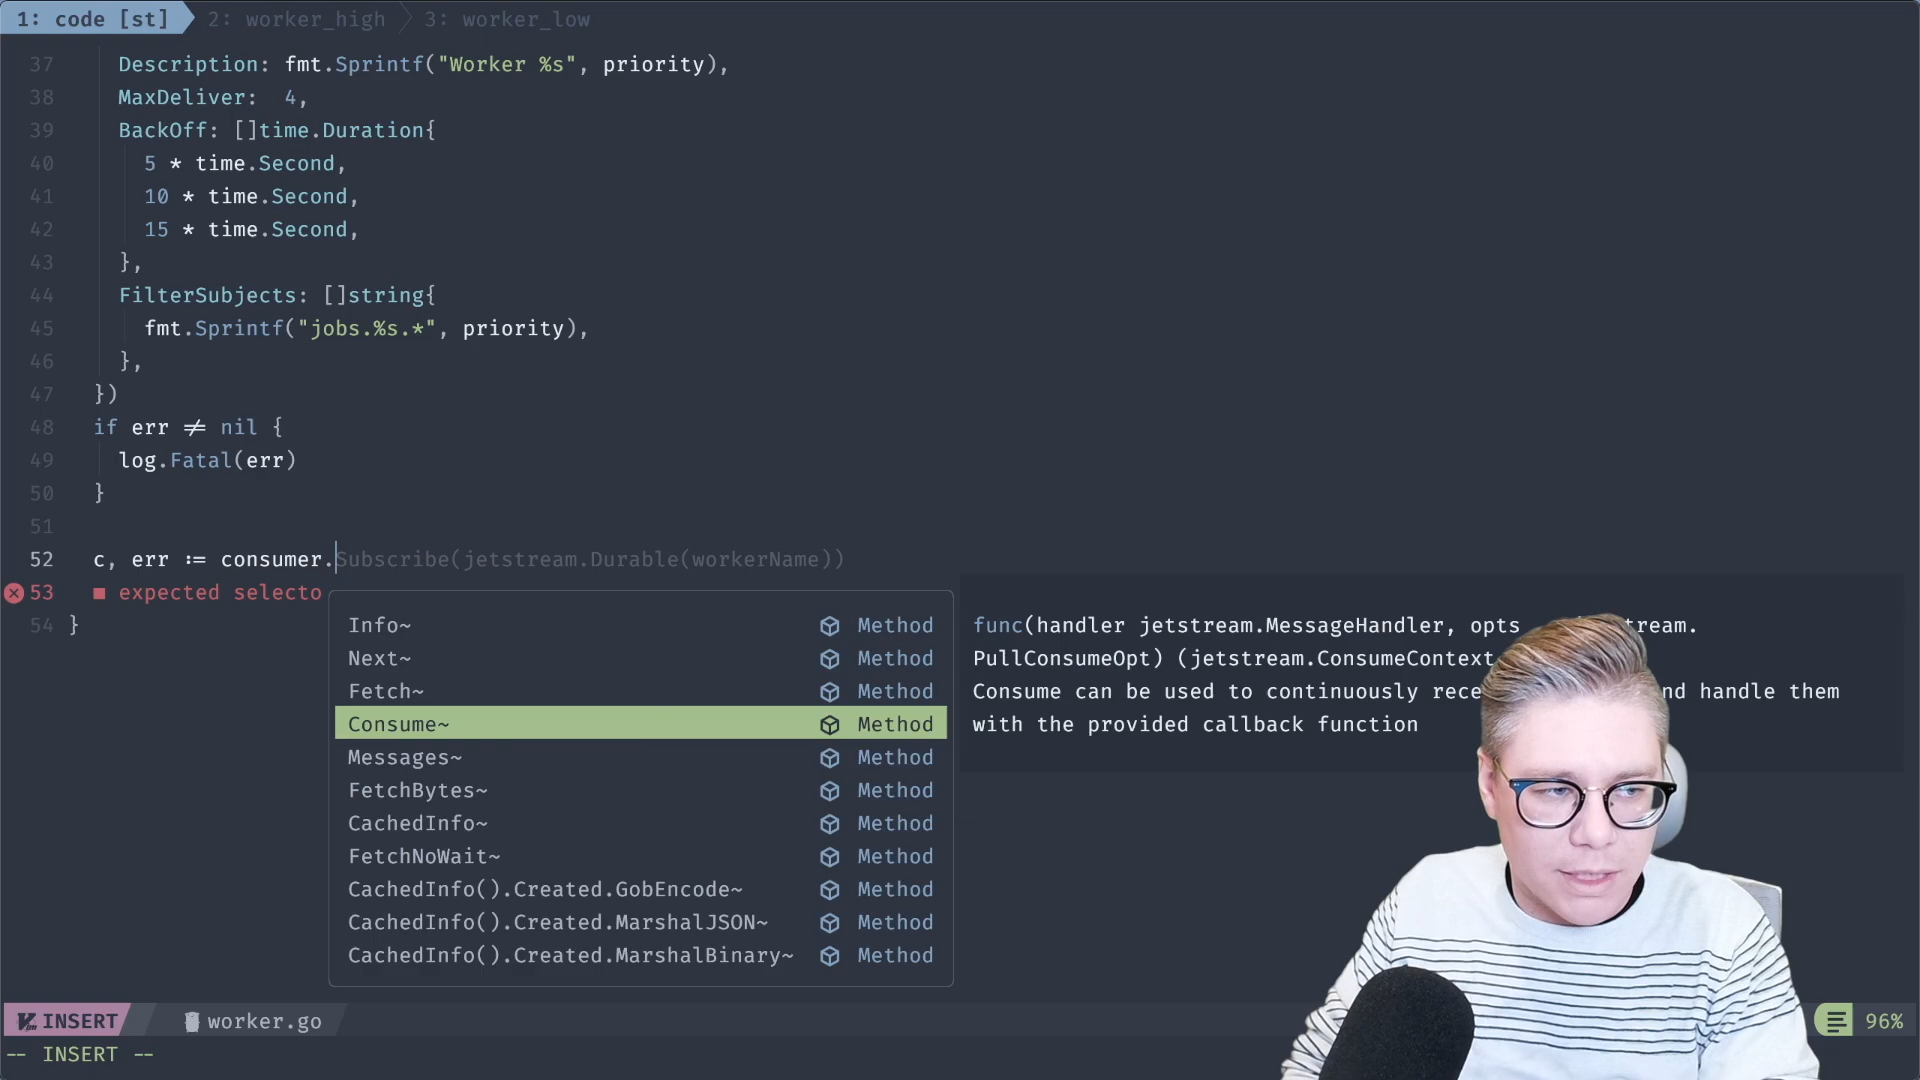 1: code [st] 2: worker_high 3: worker_low
37 Description: fmt.Sprintf("Worker %s", priority),
38 MaxDeliver: 4,
39 BackOff: []time.Duration{
40 5 * time.Second,
41 10 * time.Second,
42 15 * time.Second,
43 },
44 FilterSubjects: []string{
45 fmt.Sprintf("jobs.%s.*", priority),
46 },
47 })
48 if err ≠ nil {
49 log.Fatal(err)
50 }
51
52 c, err := consumer.Subscribe(jetstream.Durable(workerName))
53 ■ expected selecto
54 }
Info~ Method
Next~ Method
Fetch~ Method
Consume~ Method
Messages~ Method
FetchBytes~ Method
CachedInfo~ Method
FetchNoWait~ Method
CachedInfo().Created.GobEncode~ Method
CachedInfo().Created.MarshalJSON~ Method
CachedInfo().Created.MarshalBinary~ Method
func(handler jetstream.MessageHandler, opts tream.
PullConsumeOpt) (jetstream.ConsumeContext
Consume can be used to continuously rece nd handle them
with the provided callback function
INSERT worker.go 96%
-- INSERT --